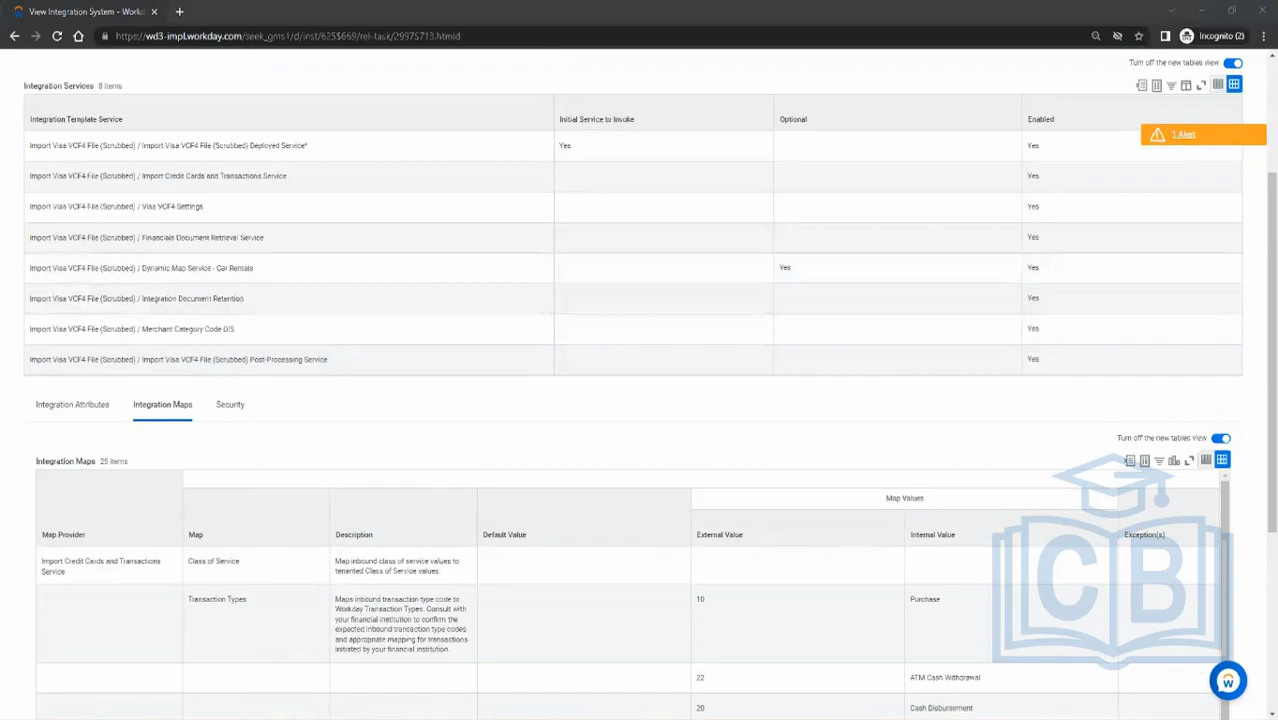 View Integration System - Workd
https://wd3-impl.workday.com/seek_gms1/d/inst/625$669/rel-task/2997$713.htmld
Incognito (2)
Turn off the new tables view
Integration Services 8 items
Integration Template Service Initial Service to Invoke Optional Enabled
1 Alert
Import Visa VCF4 File (Scrubbed) / Import Visa VCF4 File (Scrubbed) Deployed Service* Yes Yes
Import Visa VCF4 File (Scrubbed) / Import Credit Cards and Transactions Service Yes
Import Visa VCF4 File (Scrubbed) / Visa VCF4 Settings Yes
Import Visa VCF4 File (Scrubbed) / Financials Document Retrieval Service Yes
Import Visa VCF4 File (Scrubbed) / Dynamic Map Service - Car Rentals Yes Yes
Import Visa VCF4 File (Scrubbed) / Integration Document Retention Yes
Import Visa VCF4 File (Scrubbed) / Merchant Category Code DIS Yes
Import Visa VCF4 File (Scrubbed) / Import Visa VCF4 File (Scrubbed) Post-Processing Service Yes
Integration Attributes Integration Maps Security
Turn off the new tables view
Integration Maps 25 items
Map Values
Map Provider Map Description Default Value External Value Internal Value Exception(s)
Import Credit Cards and Transactions Class of Service Map inbound class of service values to
Service tenanted Class of Service values.
Transaction Types Maps inbound transaction type code to 10 Purchase
Workday Transaction Types. Consult with
your financial institution to confirm the
expected inbound transaction type codes
and appropriate mapping for transactions
initiated by your financial institution.
22 ATM Cash Withdrawal
20 Cash Disbursement
CB